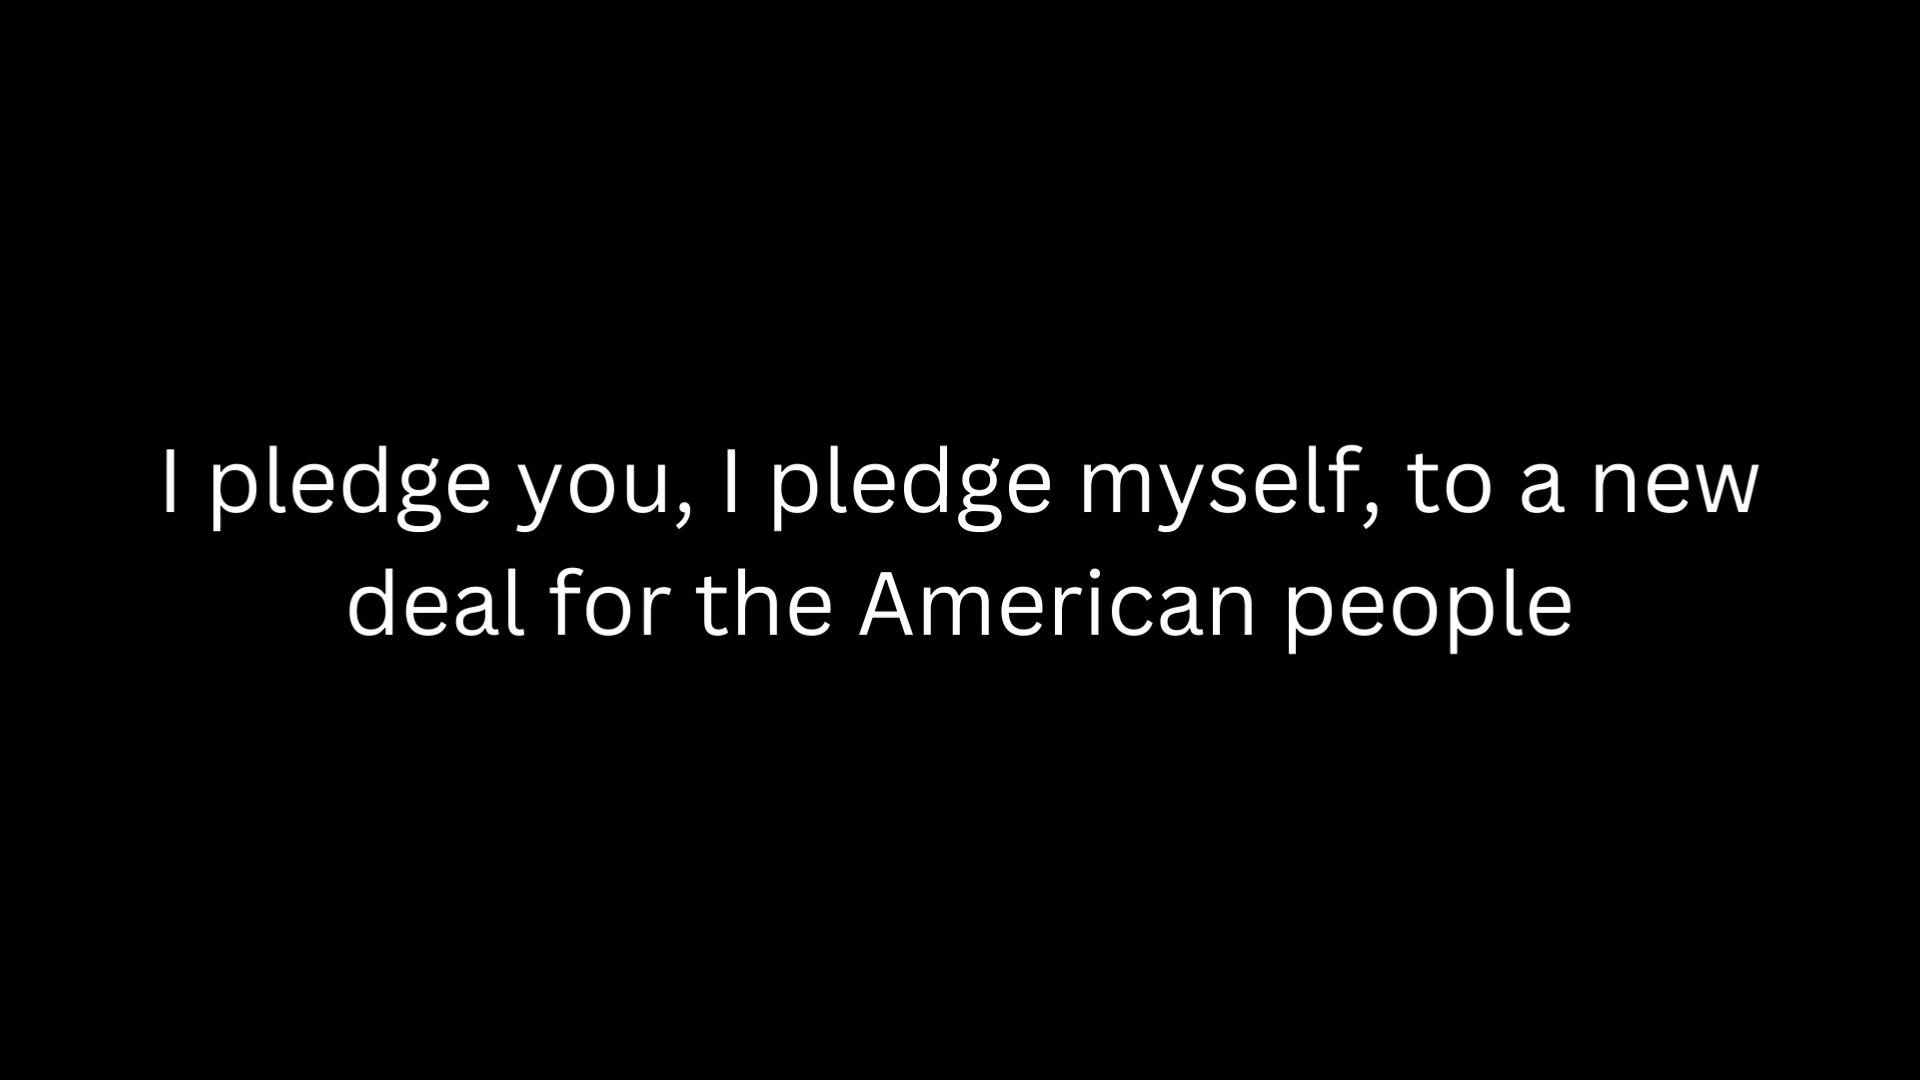 I pledge you, I pledge myself, to a new
deal for the American people